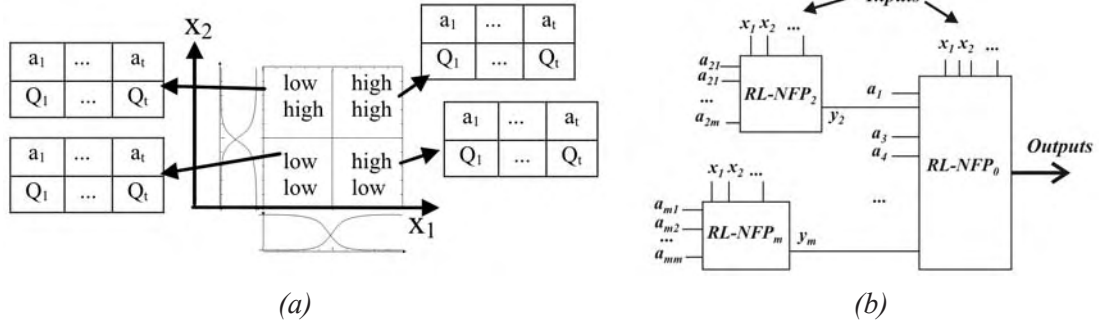 X₂
a₁ ... aₜ
Q₁ ... Qₜ
a₁ ... aₜ
Q₁ ... Qₜ
low high
high high
low high
low low
a₁ ... aₜ
Q₁ ... Qₜ
a₁ ... aₜ
Q₁ ... Qₜ
X₁
(a)
Inputs
x₁ x₂ ...
a₂₁
a₂₁
...
a₂ₘ
RL-NFP₂
y₂
x₁ x₂ ...
aₘ₁
aₘ₂
...
aₘₘ
RL-NFPₘ
yₘ
x₁ x₂ ...
a₁
a₃
a₄
...
RL-NFP₀
Outputs
(b)